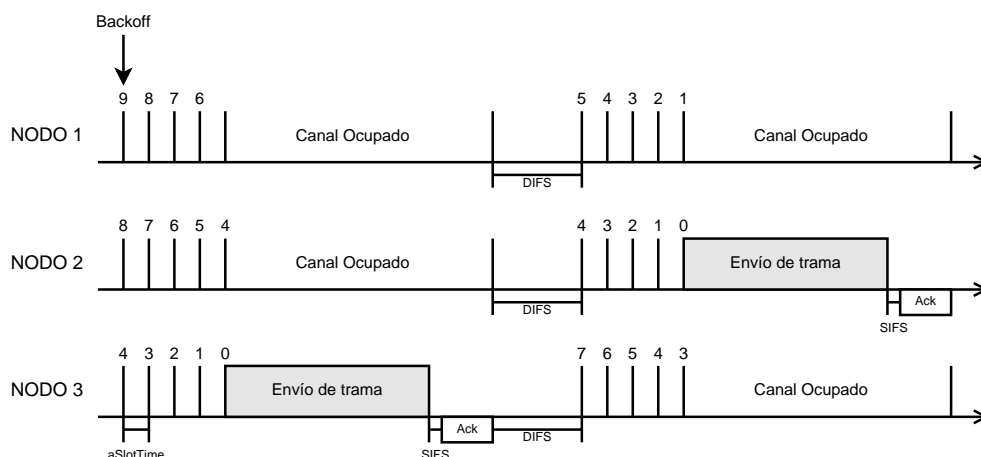 Backoff
9 8 7 6 5 4 3 2 1
NODO 1 Canal Ocupado Canal Ocupado
DIFS
8 7 6 5 4 4 3 2 1 0
NODO 2 Canal Ocupado Envío de trama
DIFS SIFS Ack
4 3 2 1 0 7 6 5 4 3
NODO 3 Envío de trama Canal Ocupado
SIFS Ack DIFS
aSlotTime